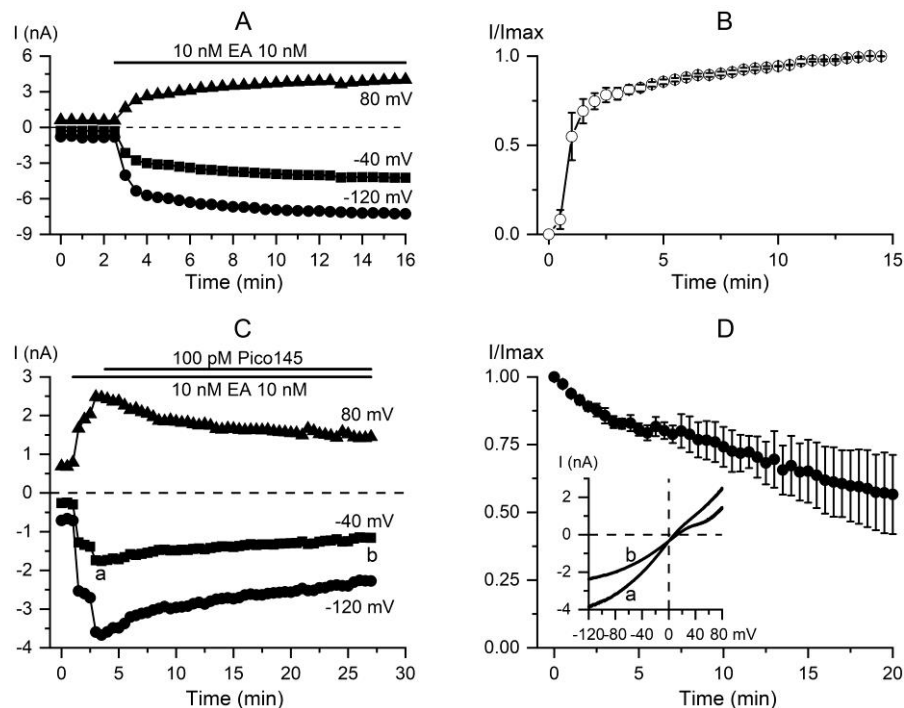 A
I (nA)
10 nM EA 10 nM
6
3
0
-3
-6
-9
80 mV
-40 mV
-120 mV
0 2 4 6 8 10 12 14 16
Time (min)
B
I/Imax
1.0
0.5
0.0
0 5 10 15
Time (min)
C
I (nA)
100 pM Pico145
10 nM EA 10 nM
3
2
1
0
-1
-2
-3
-4
80 mV
-40 mV
a
b
-120 mV
0 5 10 15 20 25 30
Time (min)
D
I/Imax
1.00
0.75
0.50
0.25
0.00
I (nA)
2
0
-2
-4
b
a
-120 -80 -40 0 40 80 mV
0 5 10 15 20
Time (min)